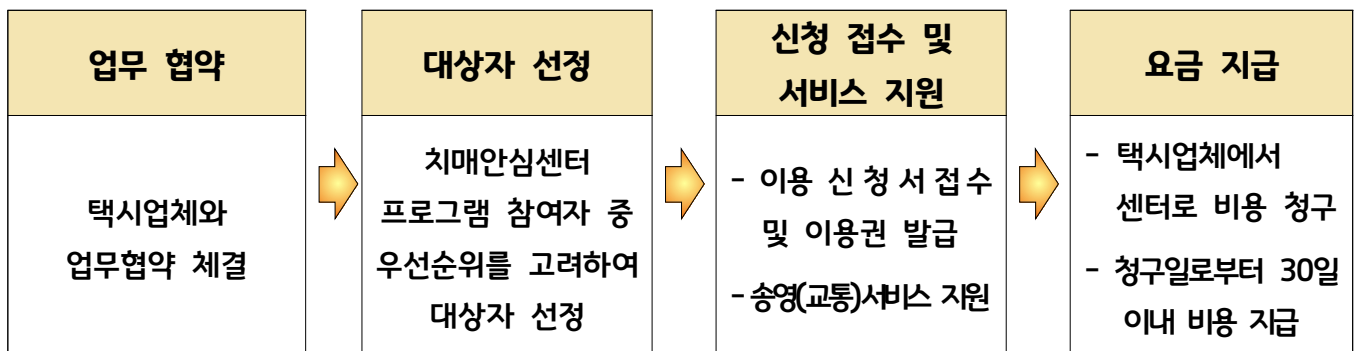 업무 협약
택시업체와
업무협약 체결
대상자 선정
치매안심센터
프로그램 참여자 중
우선순위를 고려하여
대상자 선정
신청 접수 및
서비스 지원
- 이용 신청서접수
및 이용권 발급
- 송영(교통)서비스 지원
요금 지급
- 택시업체에서
센터로 비용 청구
- 청구일로부터 30일
이내 비용 지급